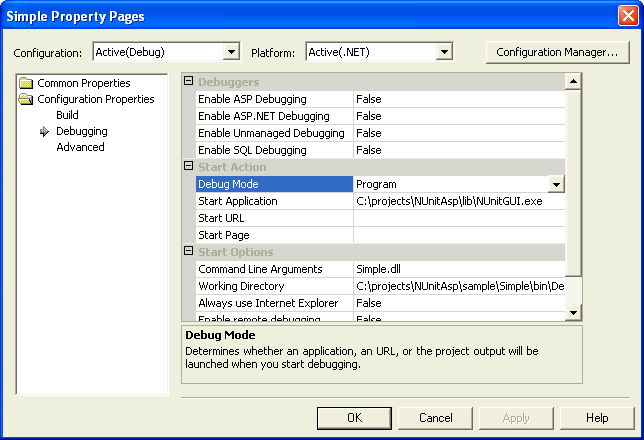 Simple Property Pages
Configuration: Active(Debug) Platform: Active(.NET) Configuration Manager...
Common Properties
Configuration Properties
Build
Debugging
Advanced
Debuggers
Enable ASP Debugging False
Enable ASP.NET Debugging False
Enable Unmanaged Debugging False
Enable SQL Debugging False
Start Action
Debug Mode Program
Start Application C:\projects\NUnitAsp\lib\NUnitGUI.exe
Start URL
Start Page
Start Options
Command Line Arguments Simple.dll
Working Directory C:\projects\NUnitAsp\sample\Simple\bin\De
Always use Internet Explorer False
Enable remote debugging False
Debug Mode
Determines whether an application, an URL, or the project output will be
launched when you start debugging.
OK Cancel Apply Help